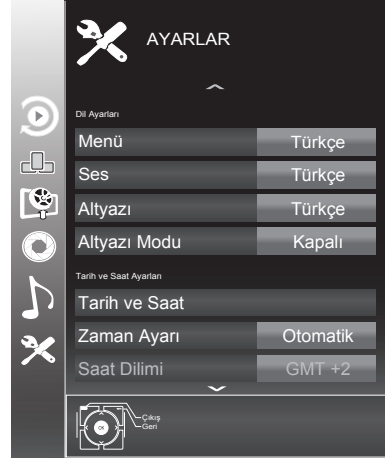 AYARLAR
Dil Ayarları
Menü Türkçe
Ses Türkçe
Altyazı Türkçe
Altyazı Modu Kapalı
Tarih ve Saat Ayarları
Tarih ve Saat
Zaman Ayarı Otomatik
Saat Dilimi GMT +2
Çıkış
Geri
OK